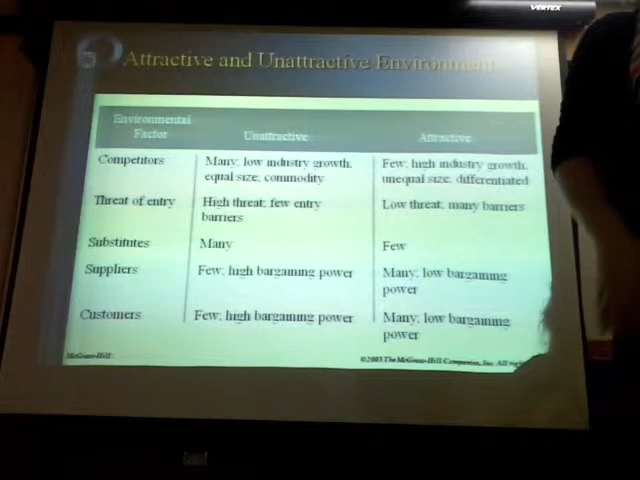 VERTEX
Attractive and Unattractive Environment
Environmental
Factor Unattractive Attractive
Competitors Many; low industry growth; Few; high industry growth;
equal size; commodity unequal size; differentiated
Threat of entry High threat; few entry Low threat; many barriers
barriers
Substitutes Many Few
Suppliers Few; high bargaining power Many; low bargaining
power
Customers Few; high bargaining power Many; low bargaining
power
McGraw-Hill ©2003 The McGraw-Hill Companies, Inc. All